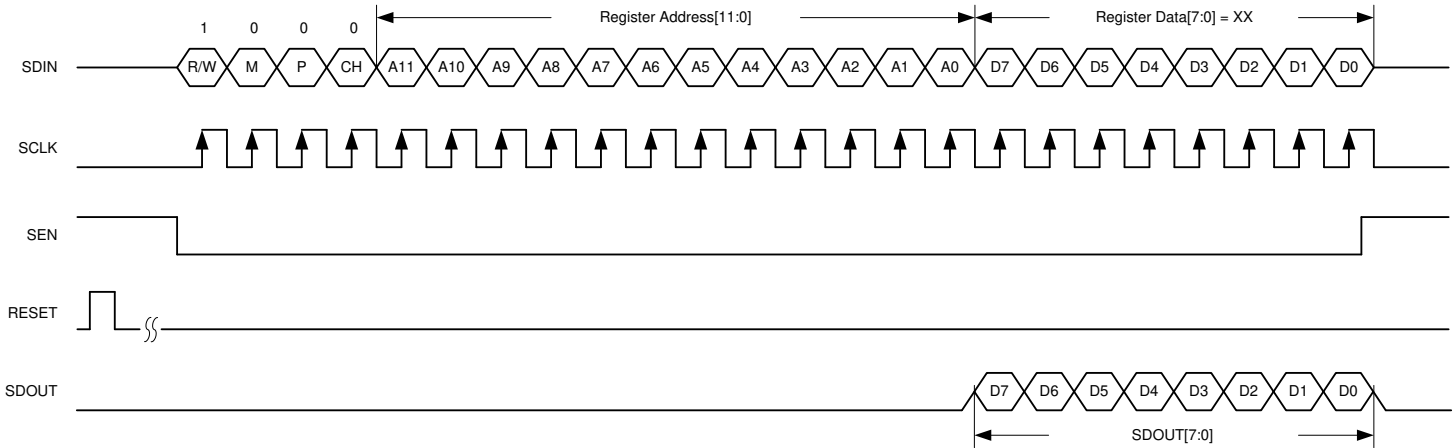 1 0 0 0 Register Address[11:0] Register Data[7:0] = XX
SDIN R/W M P CH A11 A10 A9 A8 A7 A6 A5 A4 A3 A2 A1 A0 D7 D6 D5 D4 D3 D2 D1 D0
SCLK
SEN
RESET
SDOUT D7 D6 D5 D4 D3 D2 D1 D0
SDOUT[7:0]